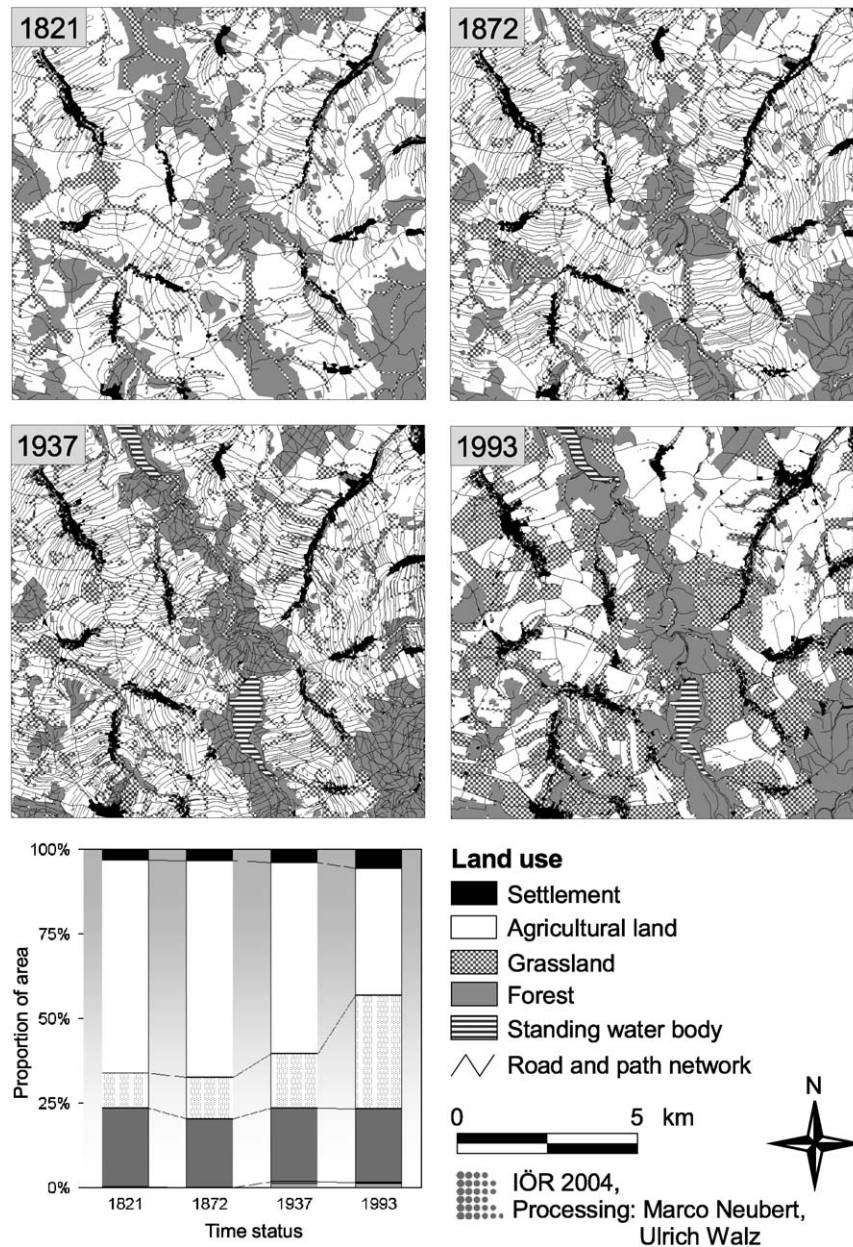 1821
1872
1937
1993
100%
75%
50%
25%
0%
Proportion of area
1821 1872 1937 1993
Time status
Land use
Settlement
Agricultural land
Grassland
Forest
Standing water body
Road and path network
0 5 km
N
IÖR 2004,
Processing: Marco Neubert,
Ulrich Walz